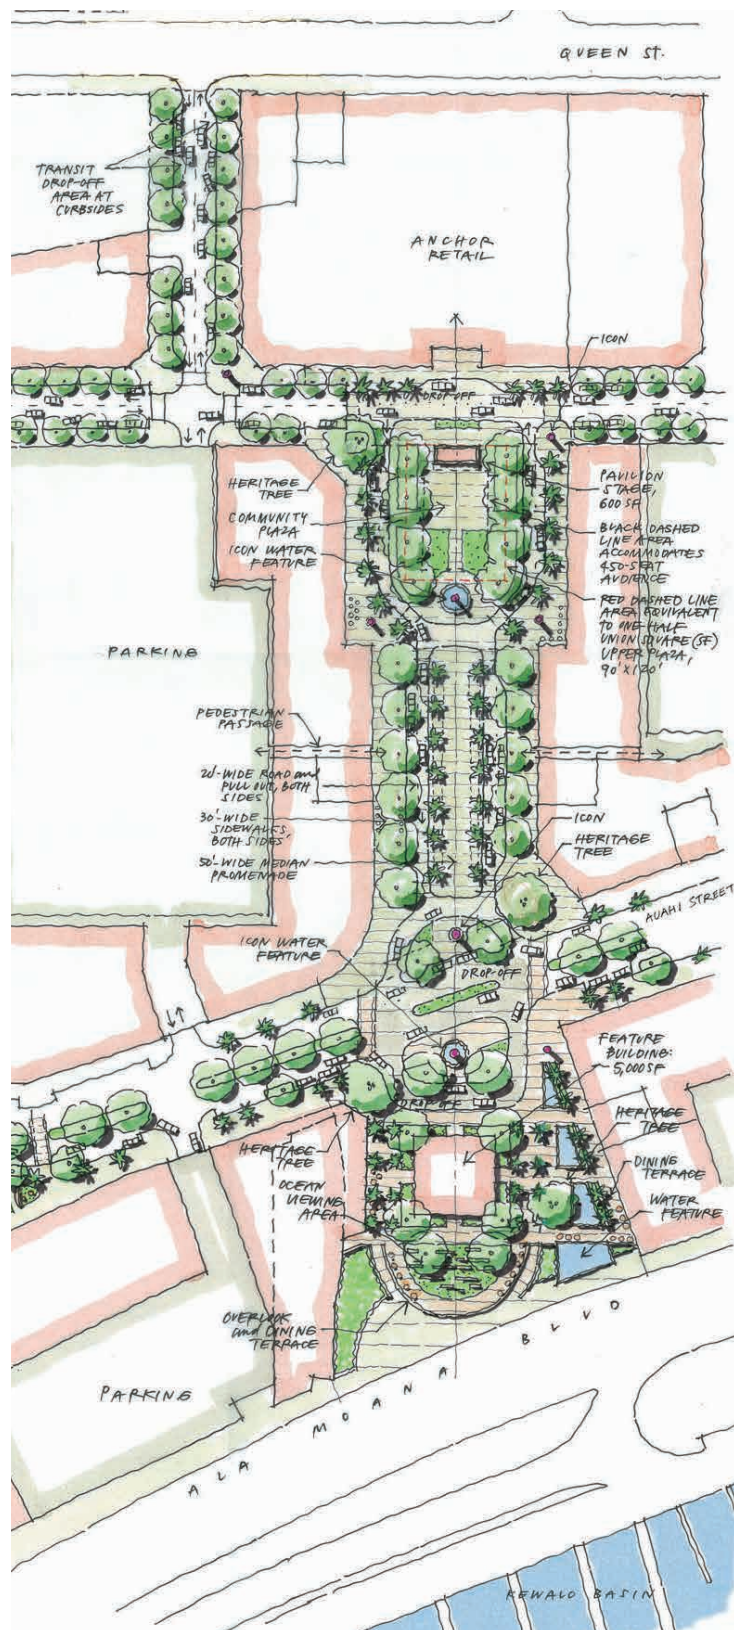 QUEEN ST.
TRANSIT
DROP-OFF
AREA AT
CURBSIDES
ANCHOR
RETAIL
ICON
DROP-OFF
HERITAGE
TREE
COMMUNITY
PLAZA
ICON WATER
FEATURE
PAVILION
STAGE,
600 SF
BLACK DASHED
LINE AREA
ACCOMMODATES
450-SEAT
AUDIENCE
RED DASHED LINE
AREA EQUIVALENT
TO ONE HALF
UNION SQUARE (SF)
UPPER PLAZA,
90' X 120'
PARKING
PEDESTRIAN
PASSAGE
-WIDE ROAD and
PULL OUT, BOTH
SIDES
30'-WIDE
SIDEWALKS,
BOTH SIDES
50'-WIDE MEDIAN
PROMENADE
ICON
HERITAGE
TREE
AUAHI STREET
ICON WATER
FEATURE
DROP-OFF
FEATURE
BUILDING:
5,000 SF
DROP-OFF
HERITAGE
TREE
HERITAGE
TREE
DINING
TERRACE
OCEAN
VIEWING
AREA
WATER
FEATURE
OVERLOOK
and DINING
TERRACE
PARKING
ALA MOANA BLVD
KEWALO BASIN